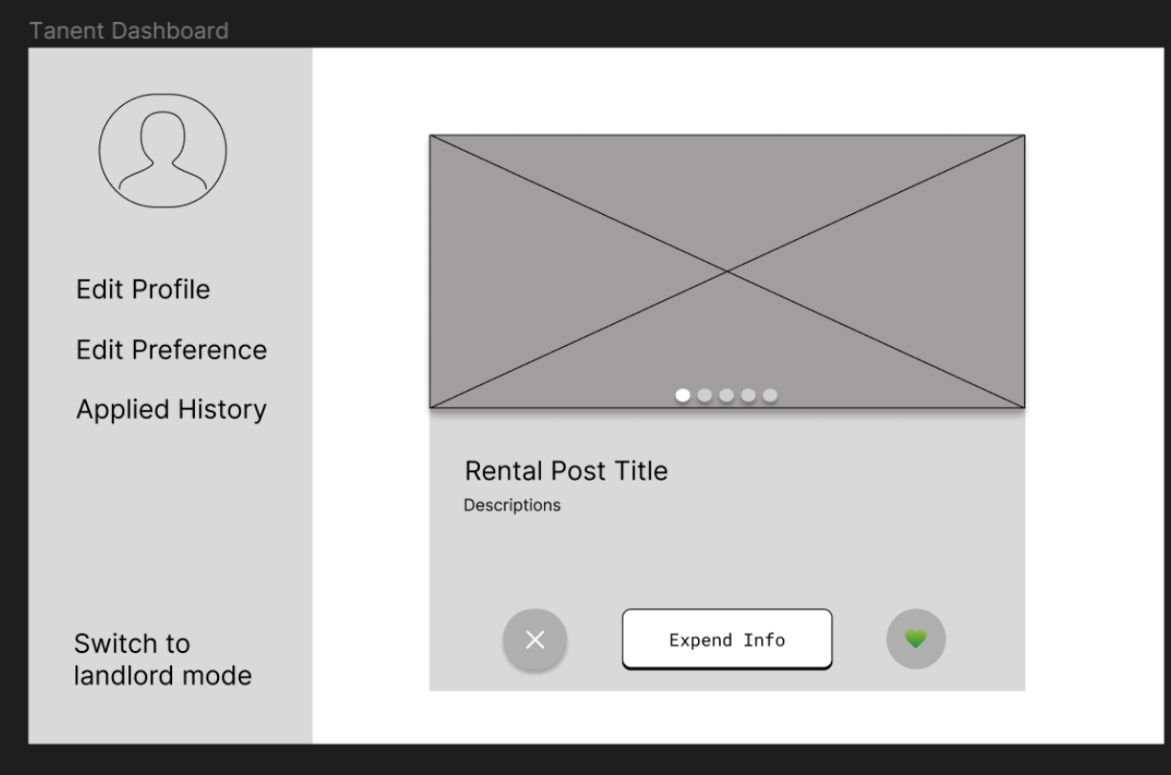 Tanent Dashboard
Edit Profile
Edit Preference
Applied History
Switch to
landlord mode
Rental Post Title
Descriptions
Expend Info